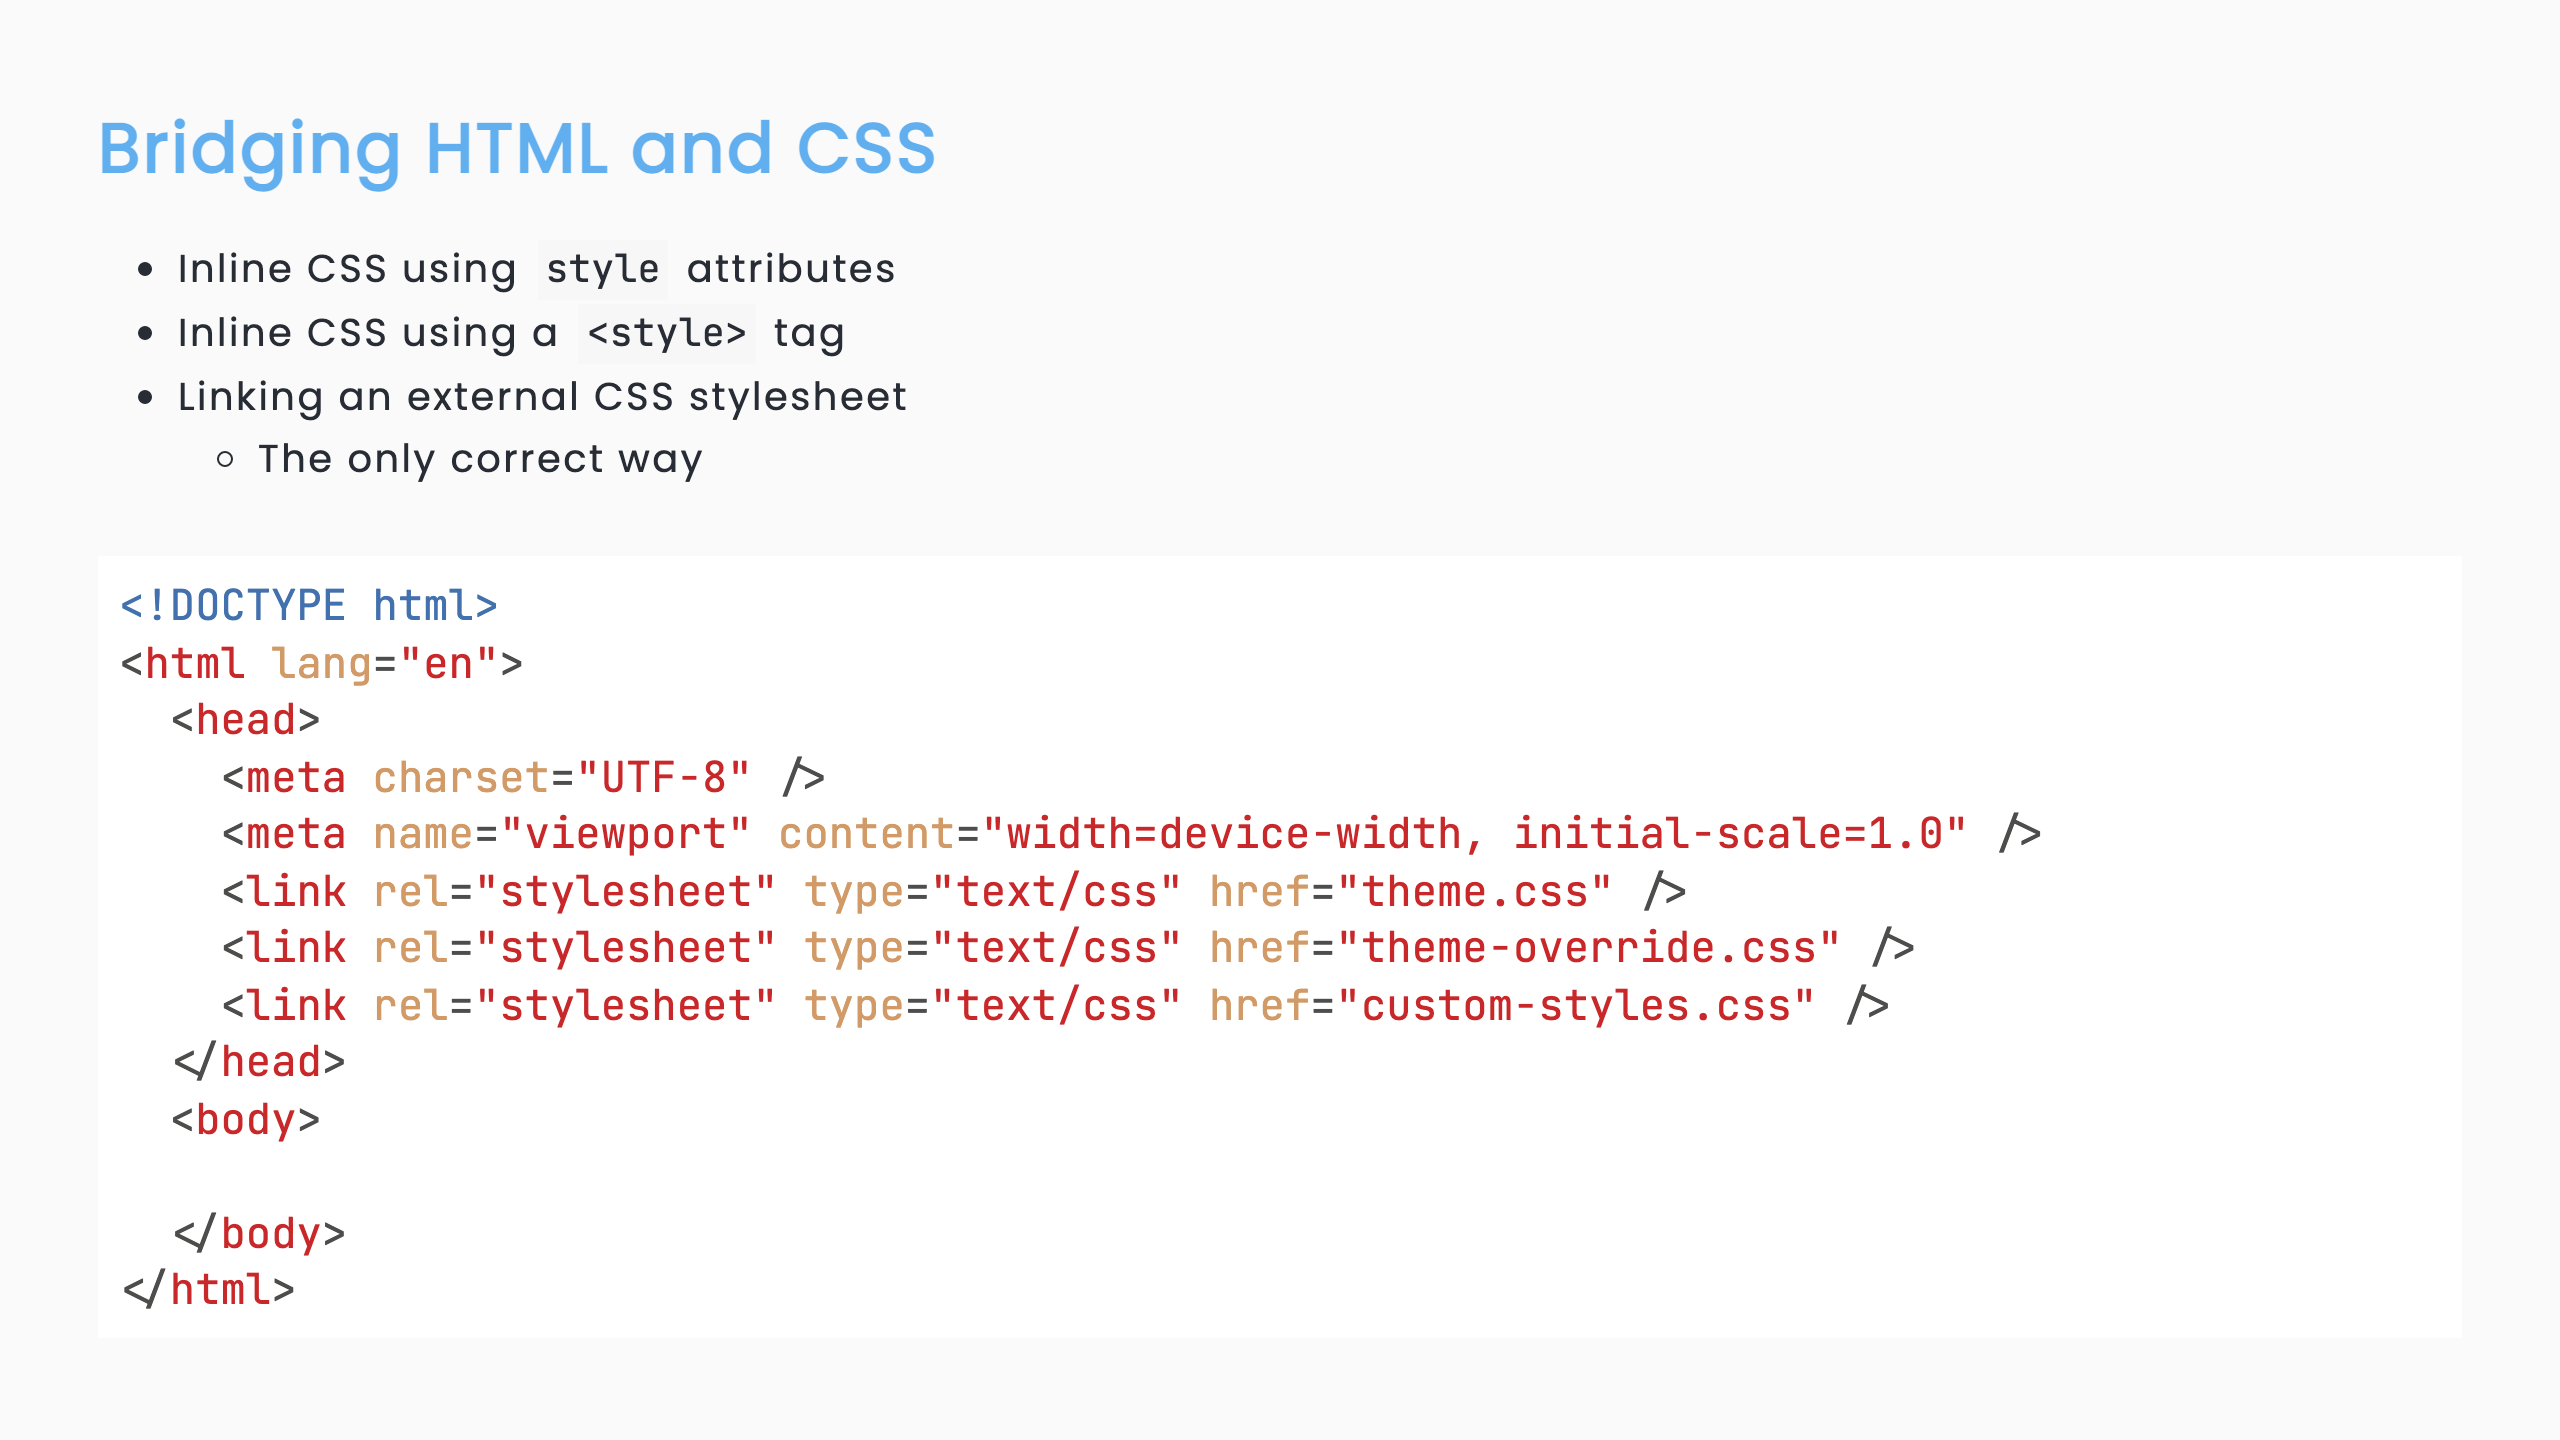 Bridging HTML and CSS
• Inline CSS using style attributes
• Inline CSS using a <style> tag
• Linking an external CSS stylesheet
◦ The only correct way
<!DOCTYPE html>
<html lang="en">
  <head>
    <meta charset="UTF-8" />
    <meta name="viewport" content="width=device-width, initial-scale=1.0" />
    <link rel="stylesheet" type="text/css" href="theme.css" />
    <link rel="stylesheet" type="text/css" href="theme-override.css" />
    <link rel="stylesheet" type="text/css" href="custom-styles.css" />
  </head>
  <body>

  </body>
</html>